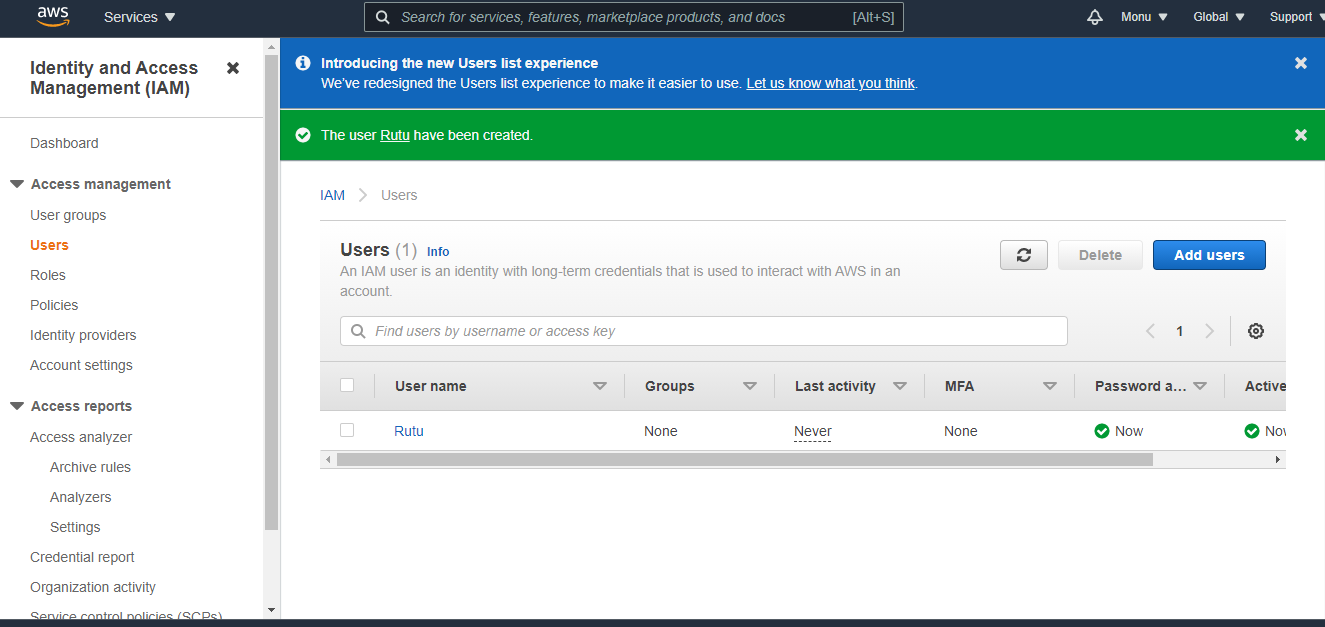 aws
Services
Search for services, features, marketplace products, and docs [Alt+S]
Monu
Global
Support
Identity and Access
Management (IAM)
Dashboard
Access management
User groups
Users
Roles
Policies
Identity providers
Account settings
Access reports
Access analyzer
Archive rules
Analyzers
Settings
Credential report
Organization activity
Service control policies (SCPs)
Introducing the new Users list experience
We've redesigned the Users list experience to make it easier to use. Let us know what you think.
The user Rutu have been created.
IAM > Users
Users (1) Info
An IAM user is an identity with long-term credentials that is used to interact with AWS in an
account.
Delete
Add users
Find users by username or access key
1
User name Groups Last activity MFA Password a... Active
Rutu None Never None Now Now